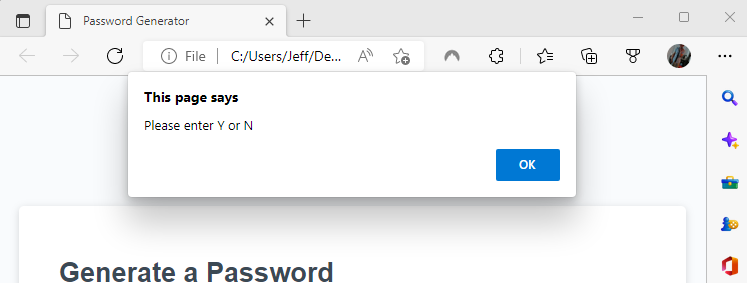 Password Generator
File
C:/Users/Jeff/De...
A
This page says
Please enter Y or N
OK
Generate a Password